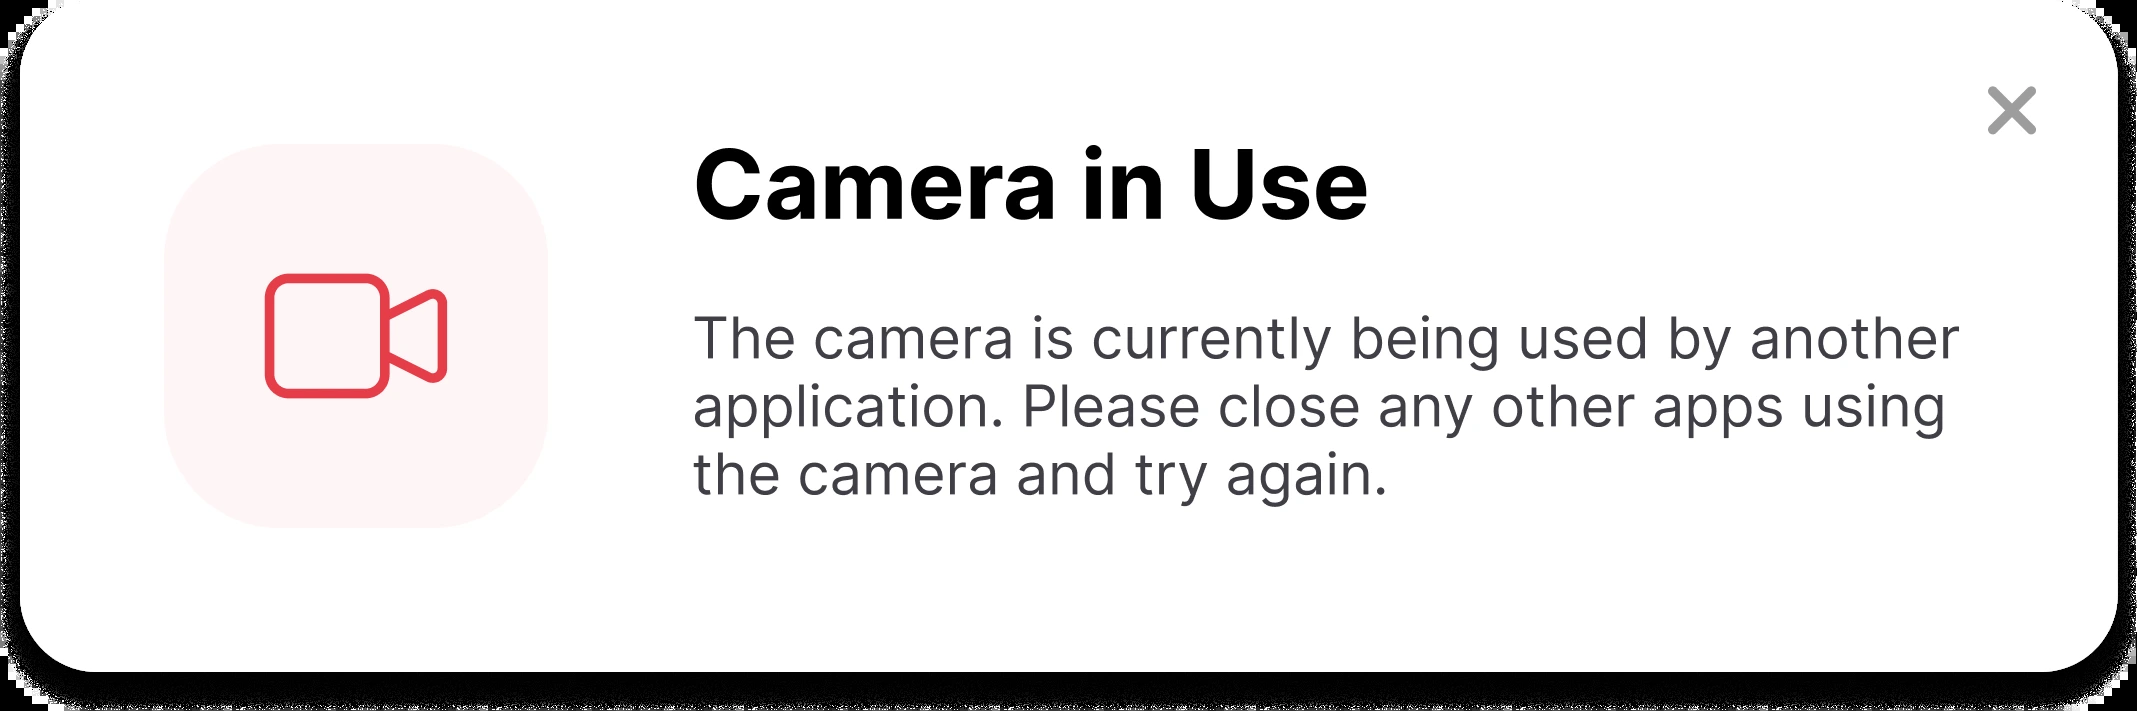 Camera in Use
The camera is currently being used by another
application. Please close any other apps using
the camera and try again.